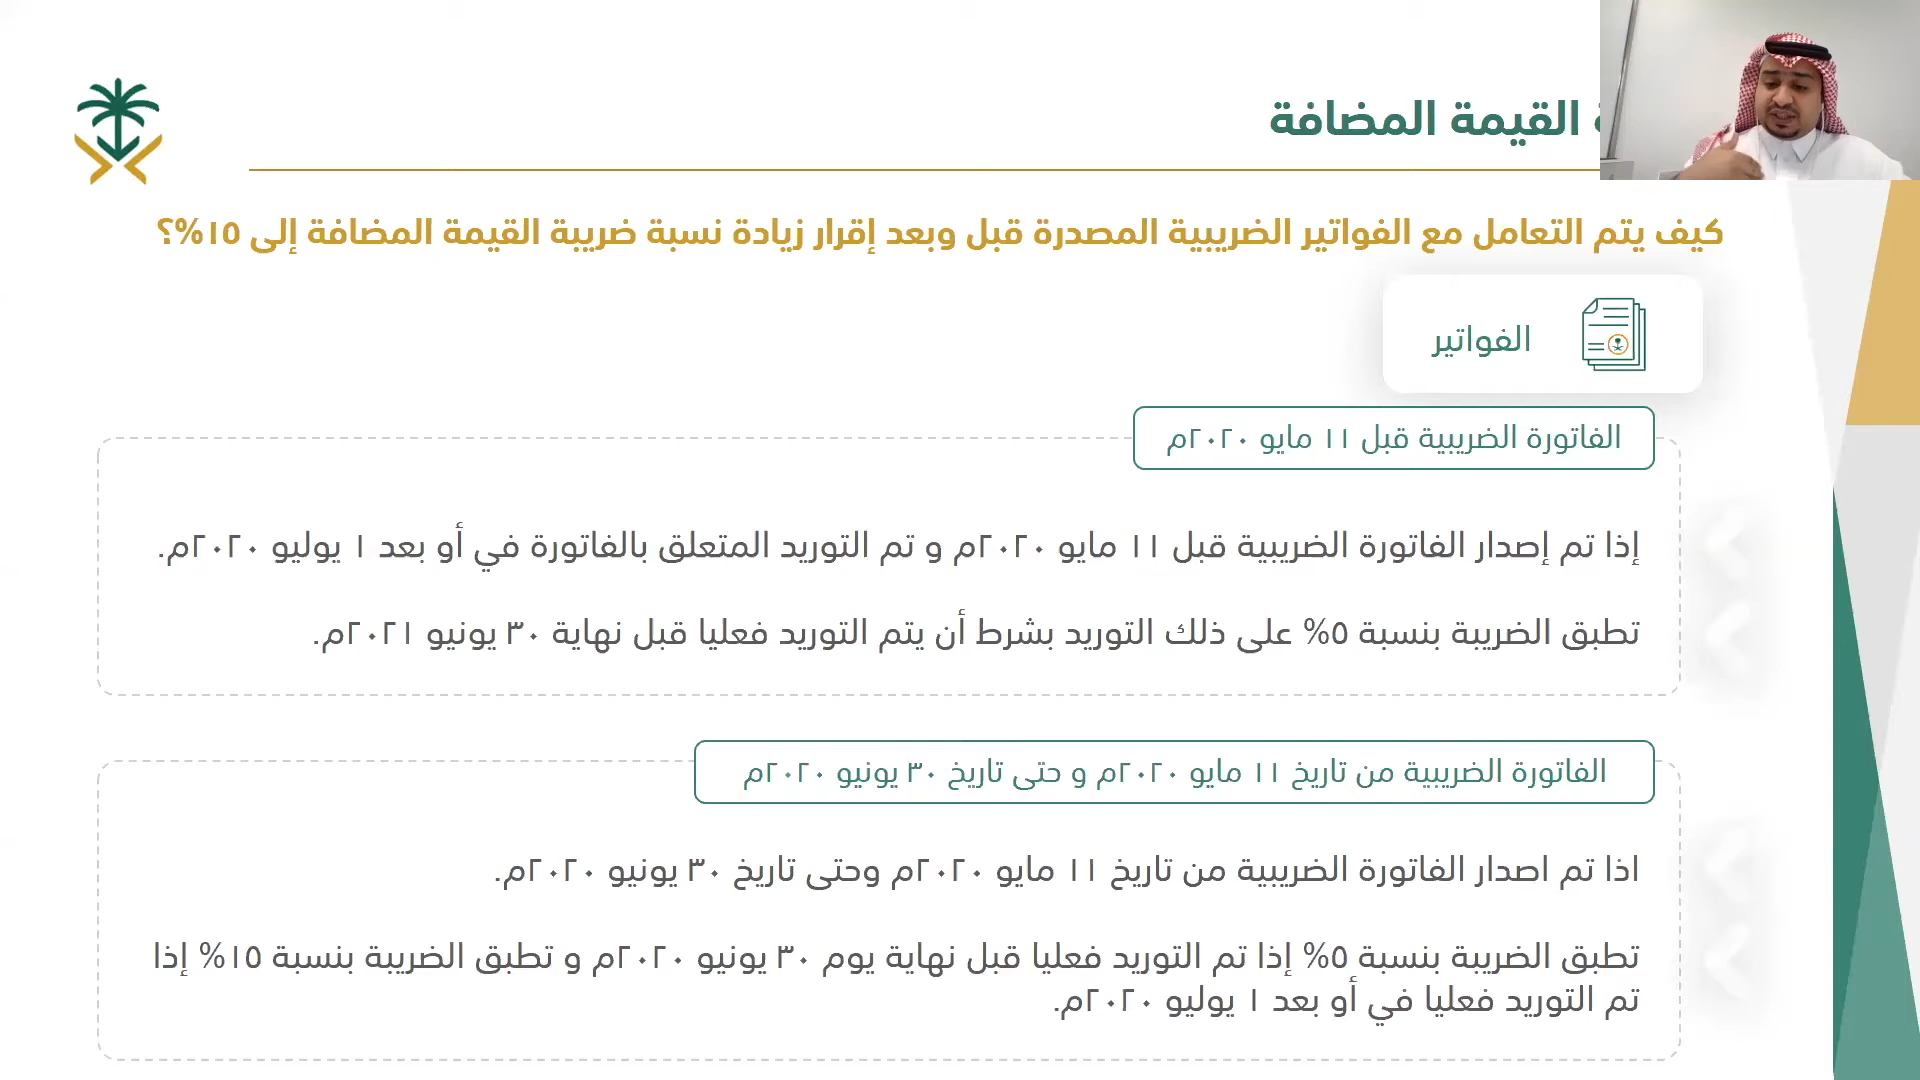 القيمة المضافة
كيف يتم التعامل مع الفواتير الضريبية المصدرة قبل وبعد إقرار زيادة نسبة ضريبة القيمة المضافة إلى ١٥%؟
الفواتير
الفاتورة الضريبية قبل ١١ مايو ٢٠٢٠م
إذا تم إصدار الفاتورة الضريبية قبل ١١ مايو ٢٠٢٠م و تم التوريد المتعلق بالفاتورة في أو بعد ١ يوليو ٢٠٢٠م.
تطبق الضريبة بنسبة ٥% على ذلك التوريد بشرط أن يتم التوريد فعليا قبل نهاية ٣٠ يونيو ٢٠٢١م.
الفاتورة الضريبية من تاريخ ١١ مايو ٢٠٢٠م و حتى تاريخ ٣٠ يونيو ٢٠٢٠م
اذا تم اصدار الفاتورة الضريبية من تاريخ ١١ مايو ٢٠٢٠م وحتى تاريخ ٣٠ يونيو ٢٠٢٠م.
تطبق الضريبة بنسبة ٥% إذا تم التوريد فعليا قبل نهاية يوم ٣٠ يونيو ٢٠٢٠م و تطبق الضريبة بنسبة ١٥% إذا
تم التوريد فعليا في أو بعد ١ يوليو ٢٠٢٠م.